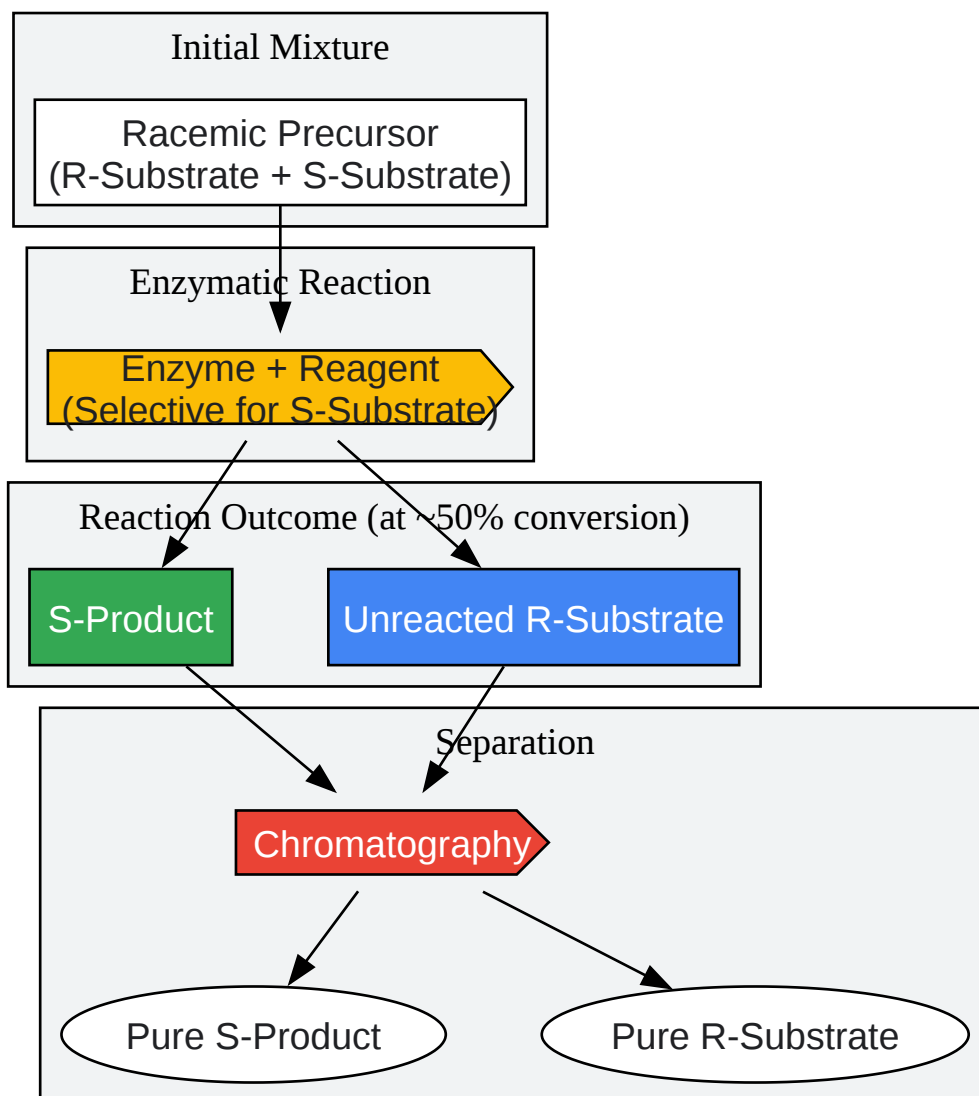 Initial Mixture
Racemic Precursor
(R-Substrate + S-Substrate)
Enzymatic Reaction
Enzyme + Reagent
(Selective for S-Substrate)
Reaction Outcome (at ~50% conversion)
S-Product
Unreacted R-Substrate
Separation
Chromatography
Pure S-Product
Pure R-Substrate